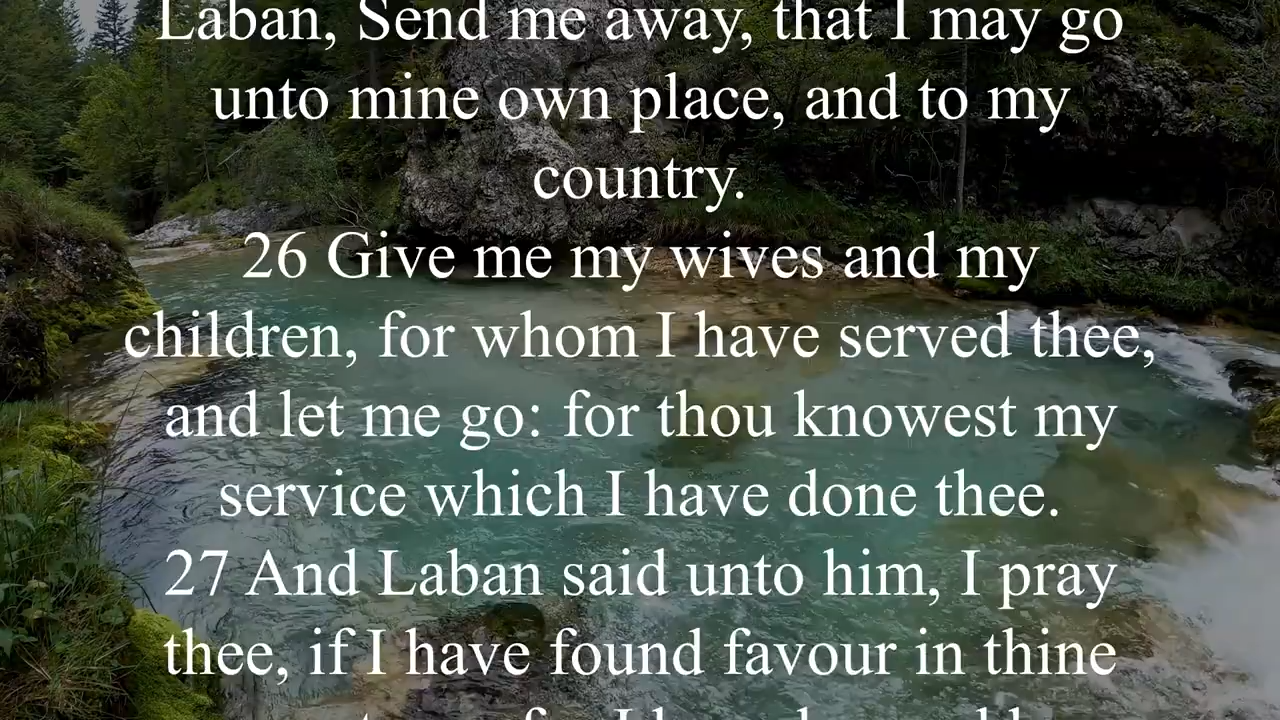 Laban, Send me away, that I may go
unto mine own place, and to my
country.
26 Give me my wives and my
children, for whom I have served thee,
and let me go: for thou knowest my
service which I have done thee.
27 And Laban said unto him, I pray
thee, if I have found favour in thine